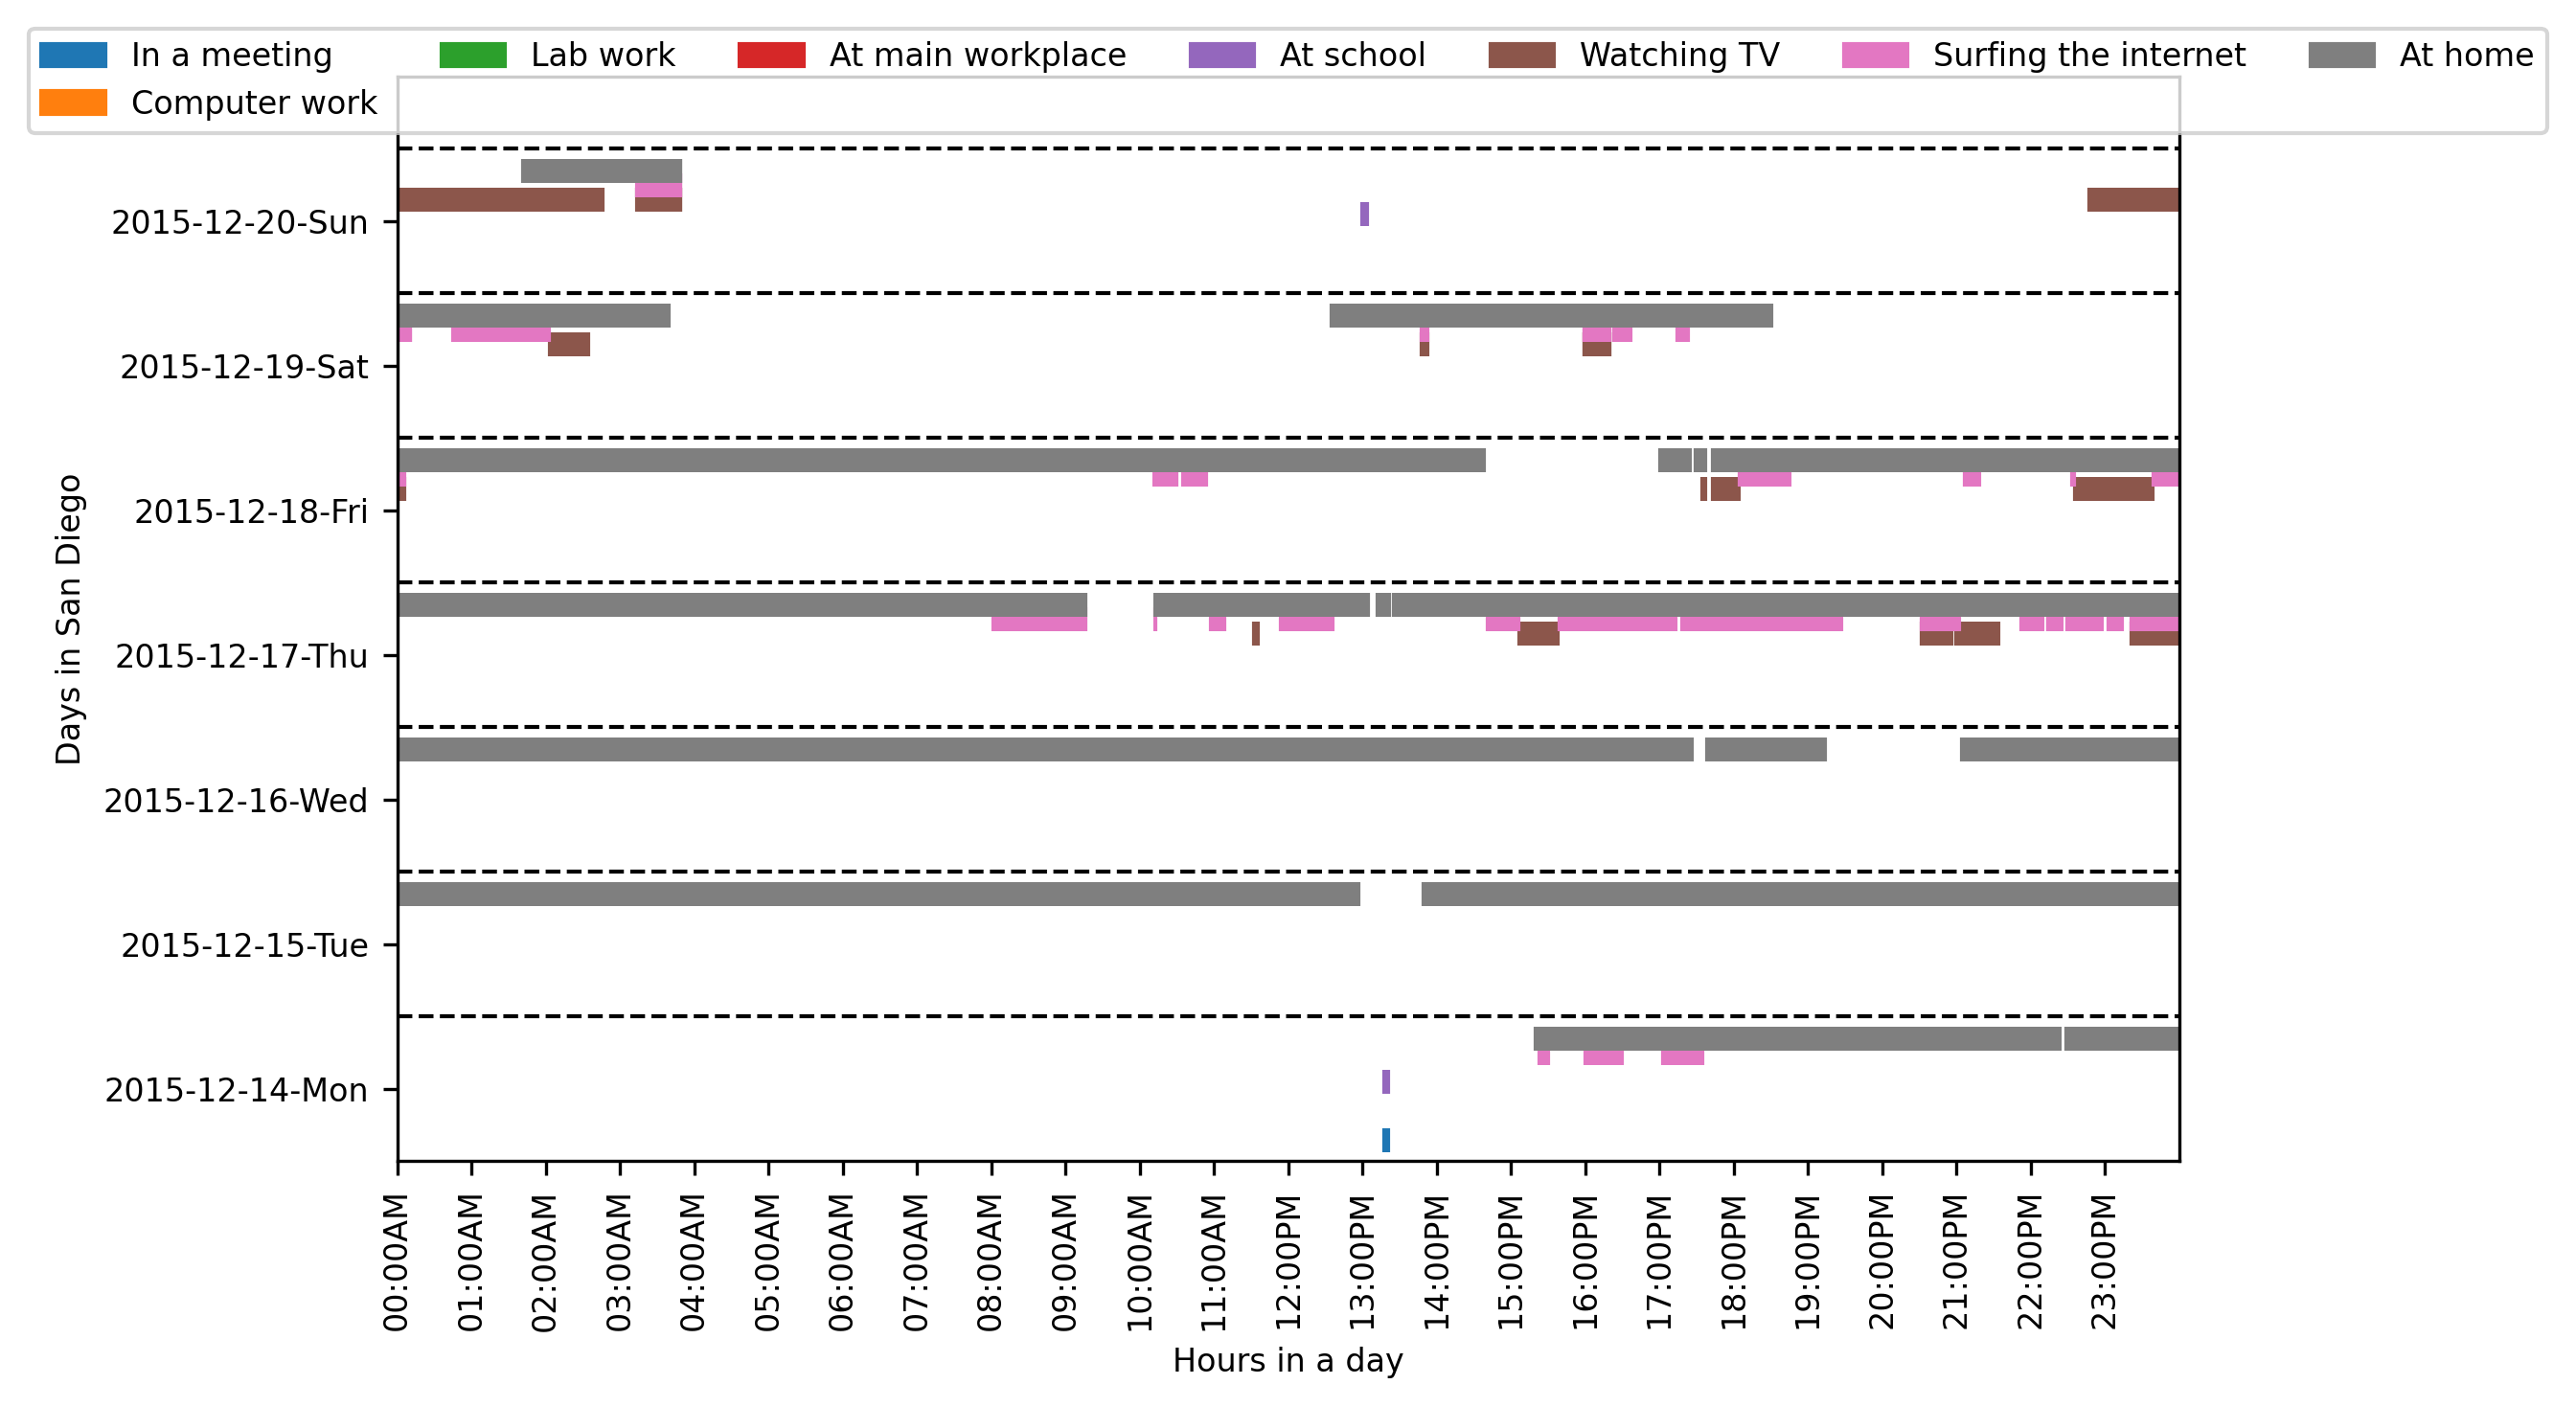 In a meeting
Computer work
Lab work
At main workplace
At school
Watching TV
Surfing the internet
At home
Days in San Diego
2015-12-20-Sun
2015-12-19-Sat
2015-12-18-Fri
2015-12-17-Thu
2015-12-16-Wed
2015-12-15-Tue
2015-12-14-Mon
00:00AM
01:00AM
02:00AM
03:00AM
04:00AM
05:00AM
06:00AM
07:00AM
08:00AM
09:00AM
10:00AM
11:00AM
12:00PM
13:00PM
14:00PM
15:00PM
16:00PM
17:00PM
18:00PM
19:00PM
20:00PM
21:00PM
22:00PM
23:00PM
Hours in a day